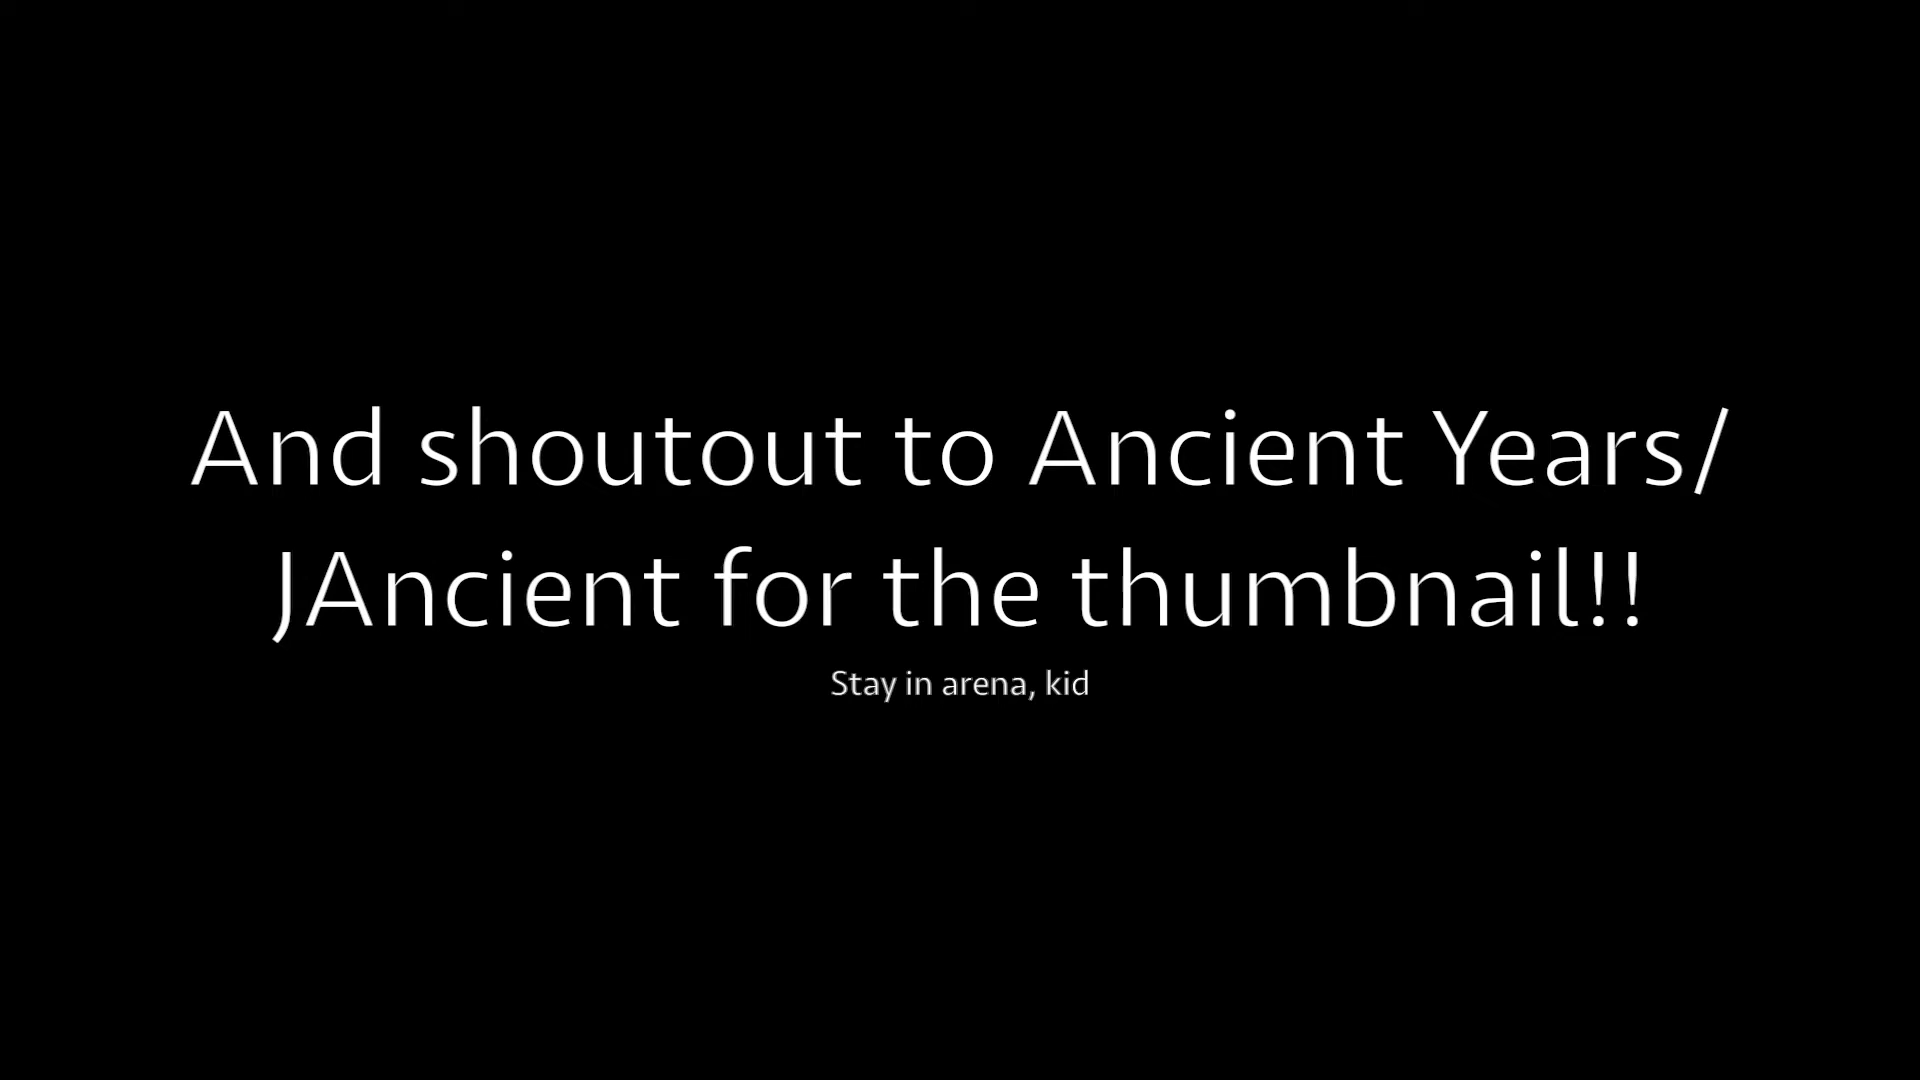 And shoutout to Ancient Years/
JAncient for the thumbnail!!
Stay in arena, kid